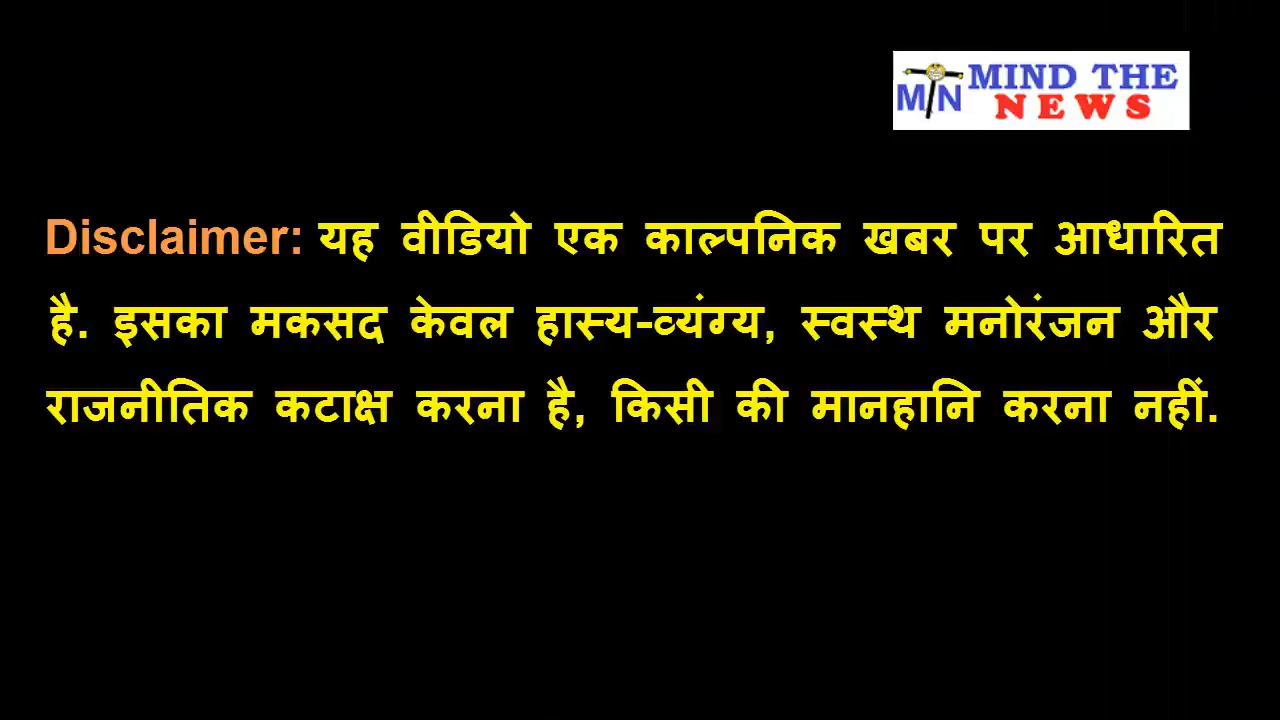 MIND THE
MN NEWS
Disclaimer: यह वीडियो एक काल्पनिक खबर पर आधारित
है. इसका मकसद केवल हास्य-व्यंग्य, स्वस्थ मनोरंजन और
राजनीतिक कटाक्ष करना है, किसी की मानहानि करना नहीं.